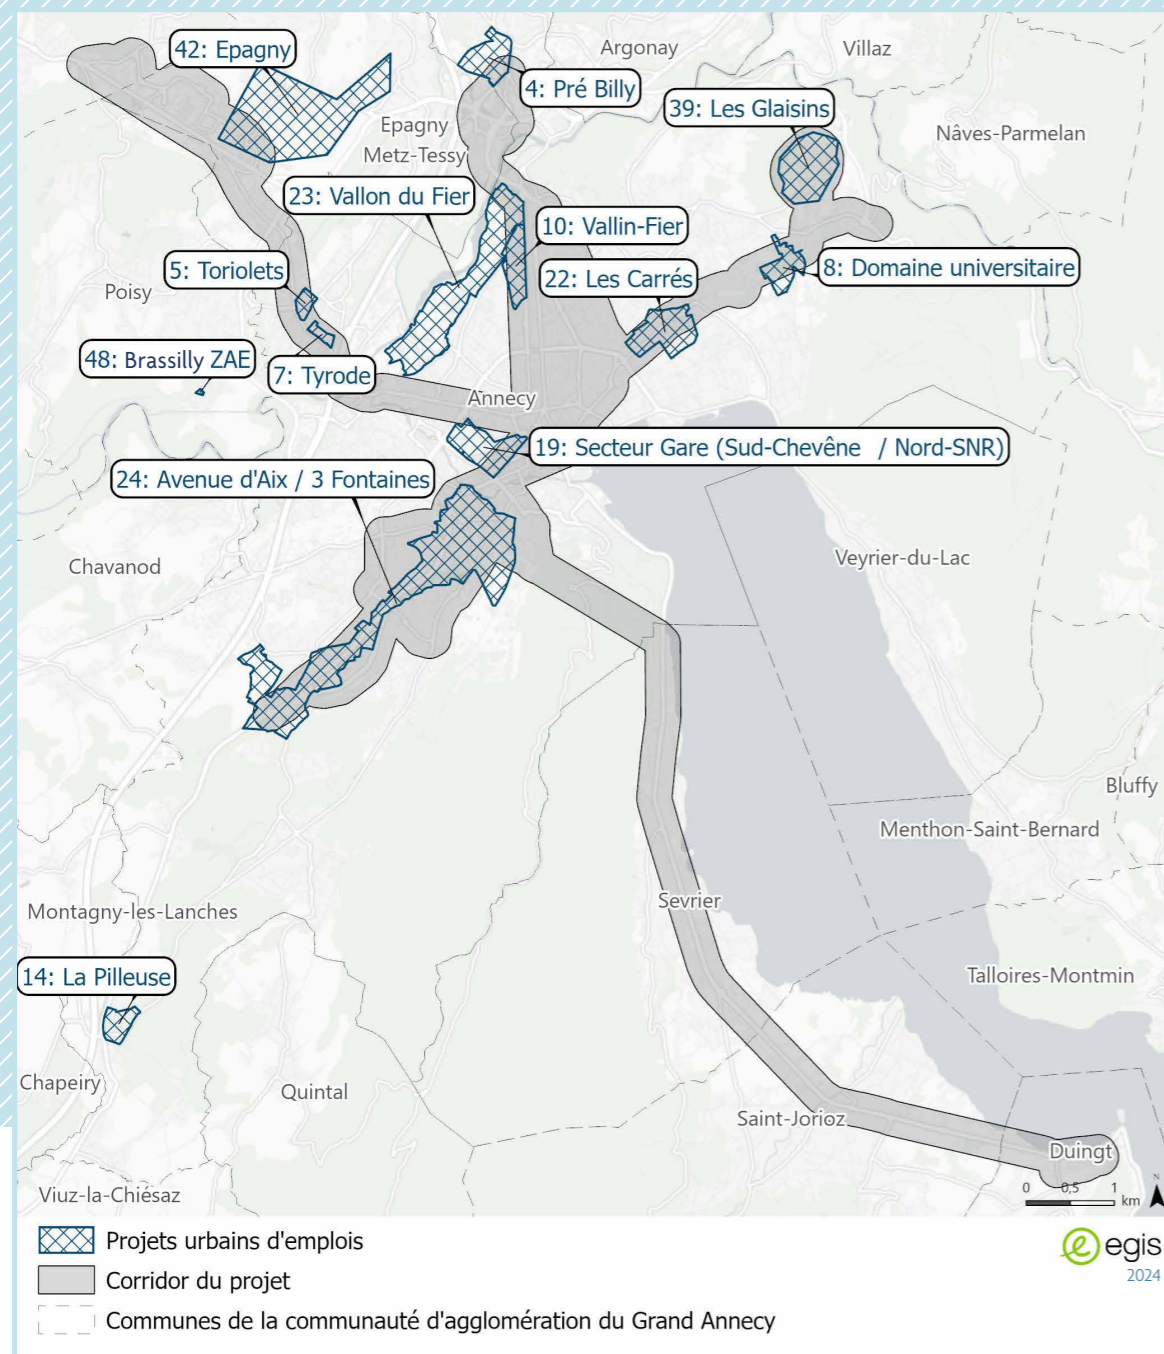 42: Epagny
Argonay
Villaz
4: Pré Billy
39: Les Glaisins
Epagny
Metz-Tessy
Nâves-Parmelan
23: Vallon du Fier
10: Vallin-Fier
5: Toriolets
22: Les Carrés
8: Domaine universitaire
Poisy
48: Brassilly ZAE
7: Tyrode
Annecy
19: Secteur Gare (Sud-Chevêne / Nord-SNR)
24: Avenue d'Aix / 3 Fontaines
Chavanod
Veyrier-du-Lac
Bluffy
Menthon-Saint-Bernard
Sevrier
Montagny-les-Lanches
14: La Pilleuse
Talloires-Montmin
Chapeiry
Quintal
Saint-Jorioz
Duingt
Viuz-la-Chiésaz
0 0,5 1
km
N
Projets urbains d'emplois
egis
Corridor du projet
2024
Communes de la communauté d'agglomération du Grand Annecy